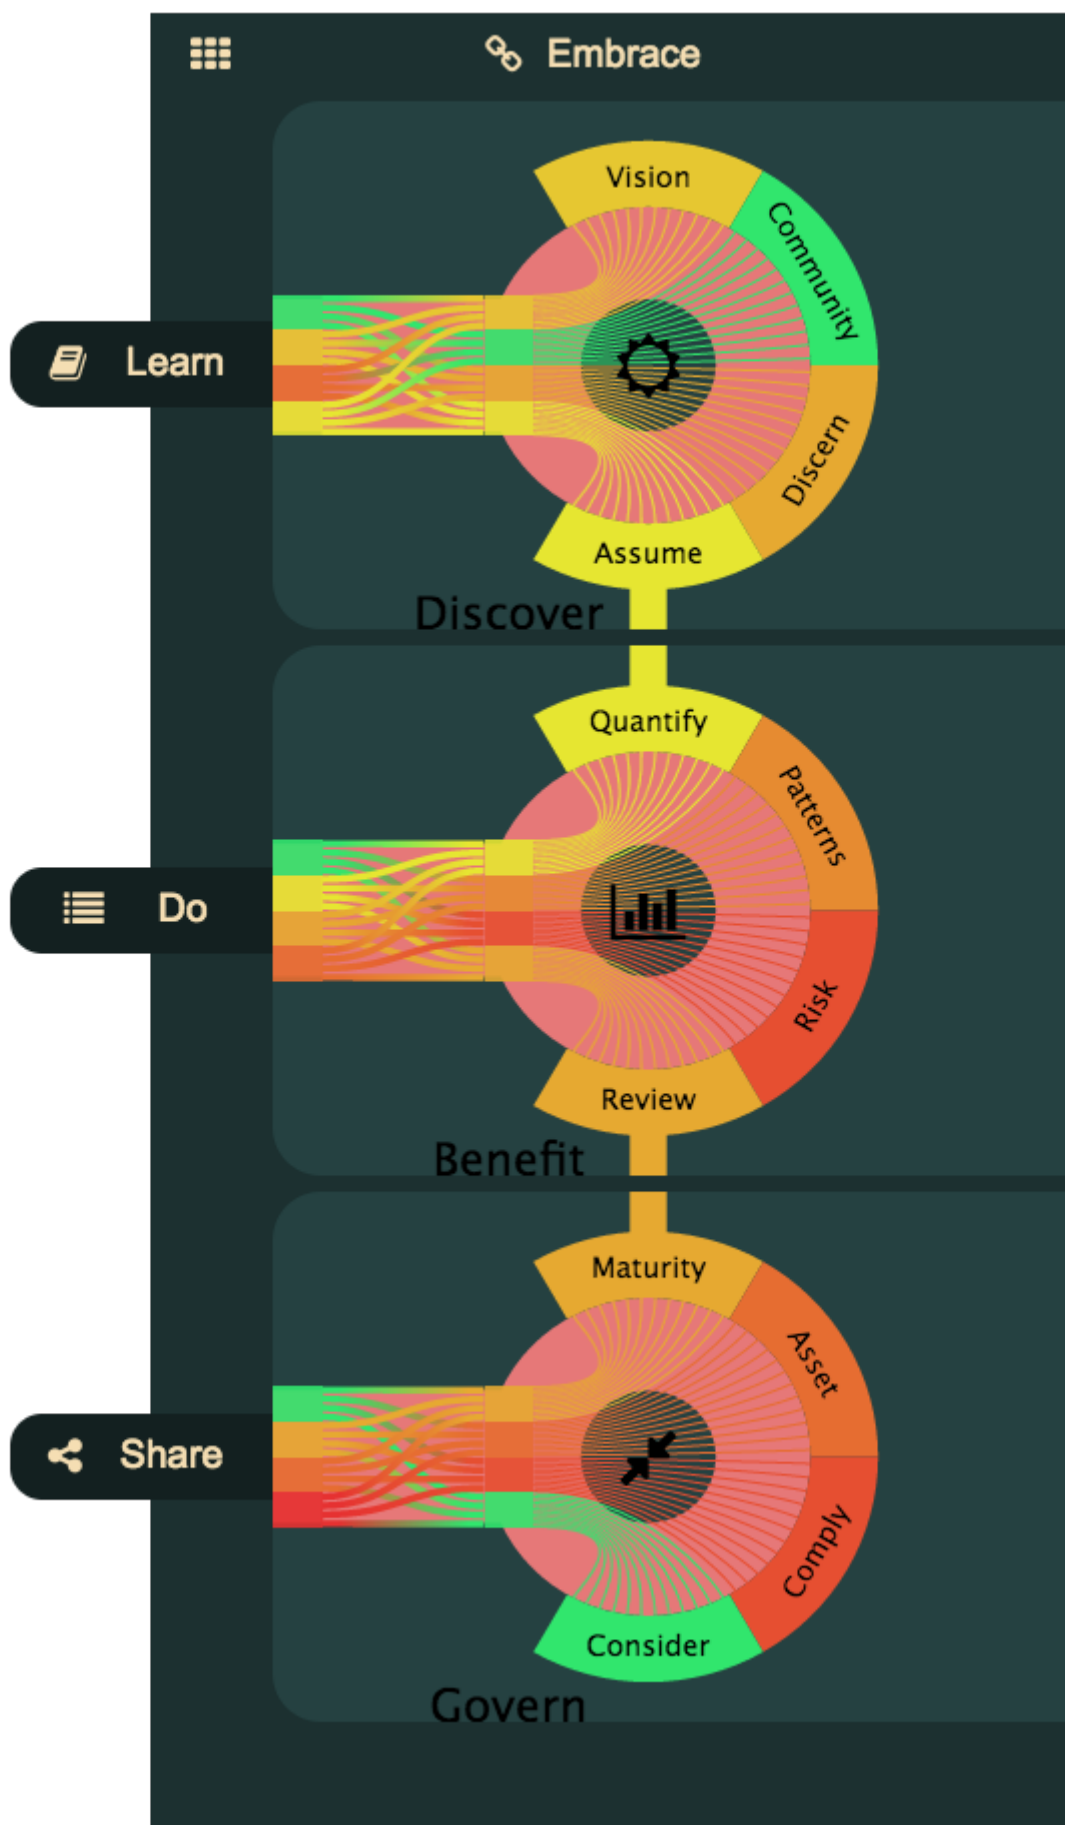 Embrace
Vision
Community
Learn
Discern
Assume
Discover
Quantify
Patterns
Do
Risk
Review
Benefit
Maturity
Asset
Share
Comply
Consider
Govern